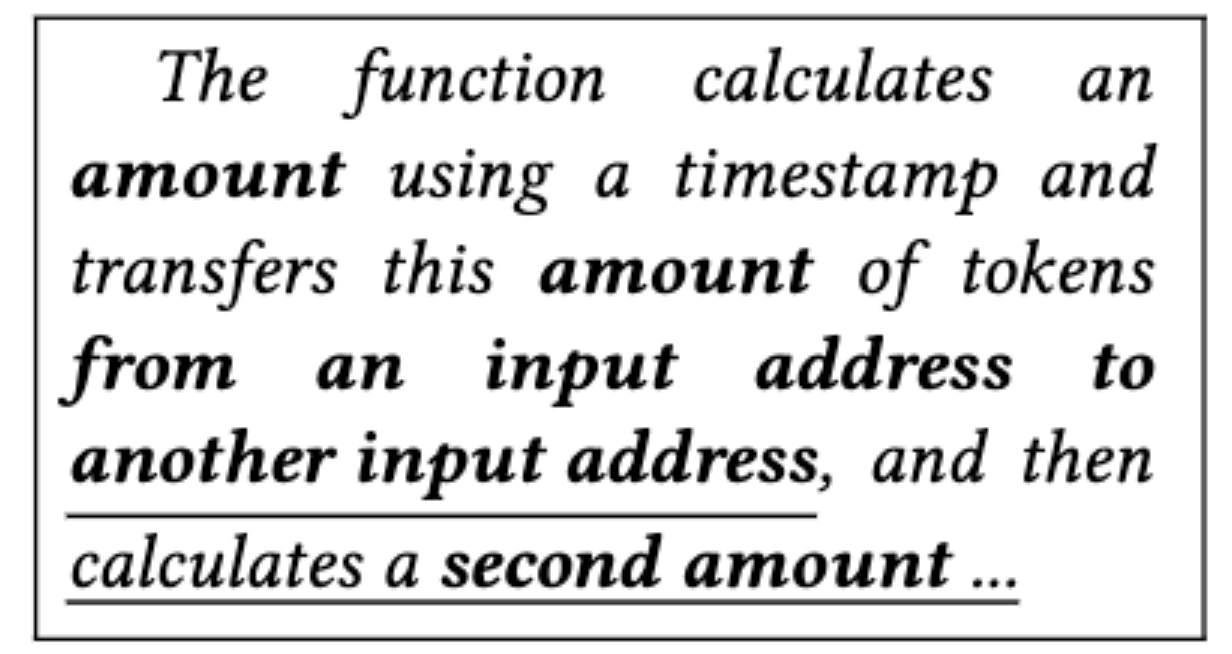 The function calculates an
amount using a timestamp and
transfers this amount of tokens
from an input address to
another input address, and then
calculates a second amount ...